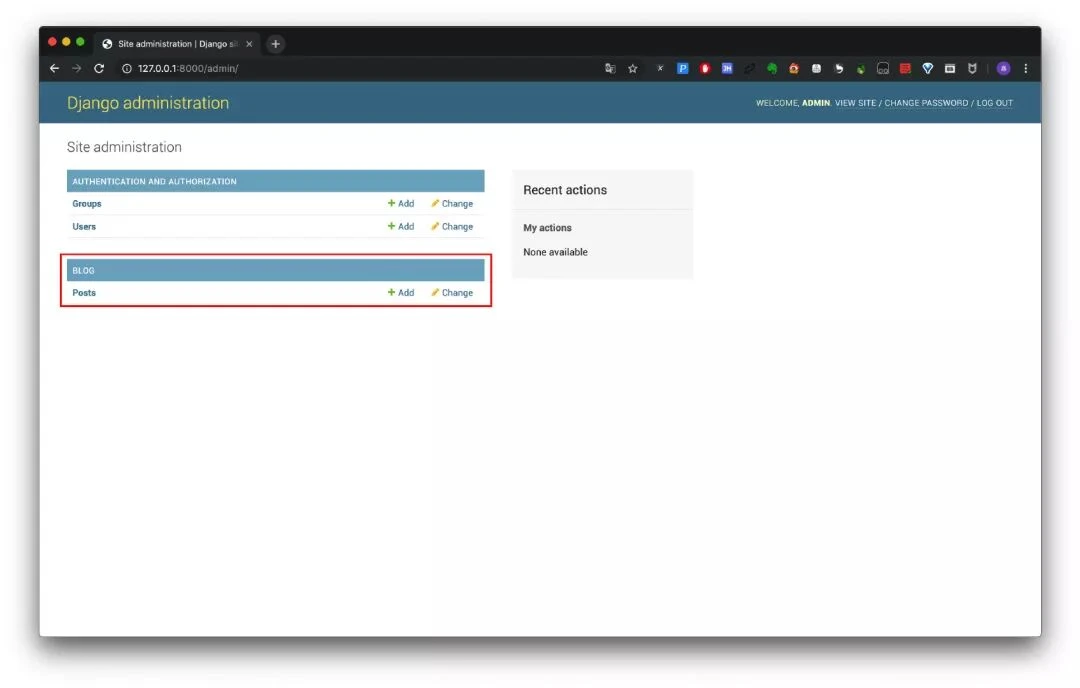 Site administration | Django si
127.0.0.1:8000/admin/
Django administration
WELCOME, ADMIN. VIEW SITE / CHANGE PASSWORD / LOG OUT
Site administration
AUTHENTICATION AND AUTHORIZATION
Groups Add Change
Users Add Change
BLOG
Posts Add Change
Recent actions
My actions
None available